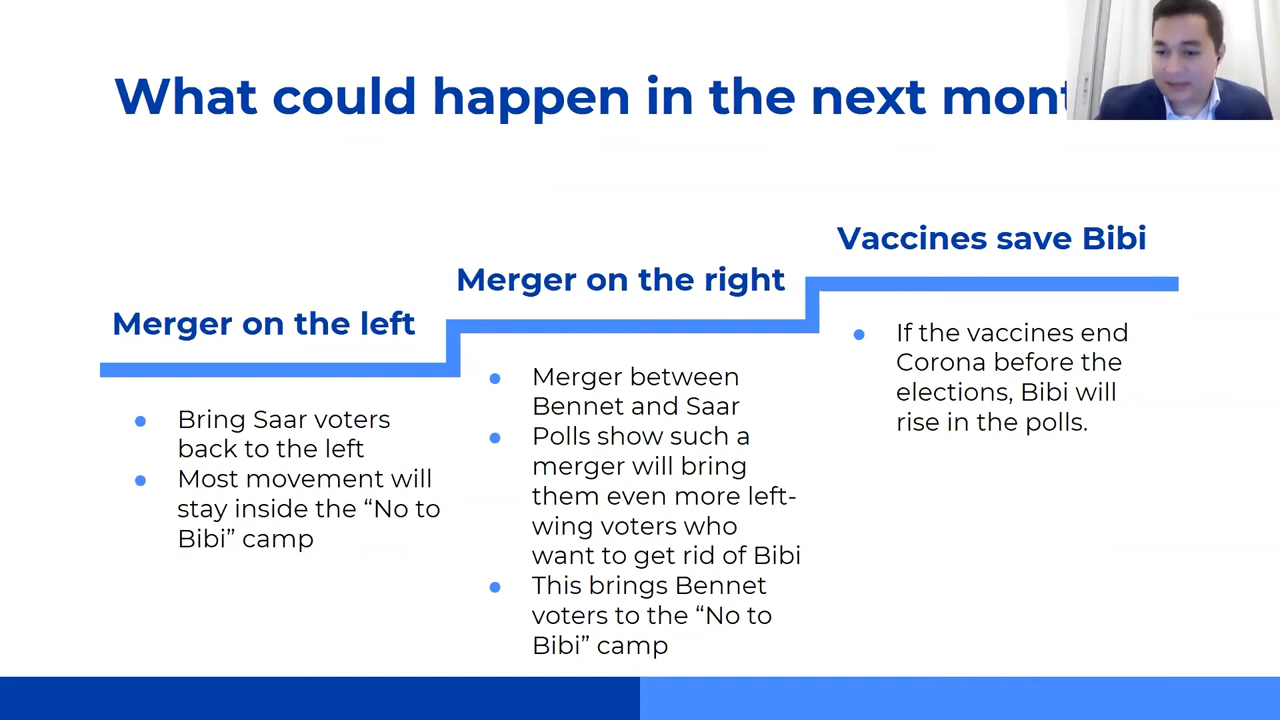 What could happen in the next
Merger on the left
Bring Saar voters
back to the left
Most movement will
stay inside the “No to
Bibi” camp
Merger on the right
Merger between
Bennet and Saar
Polls show such a
merger will bring
them even more left-
wing voters who
want to get rid of Bibi
This brings Bennet
voters to the “No to
Bibi” camp
Vaccines save Bibi
If the vaccines end
Corona before the
elections, Bibi will
rise in the polls.